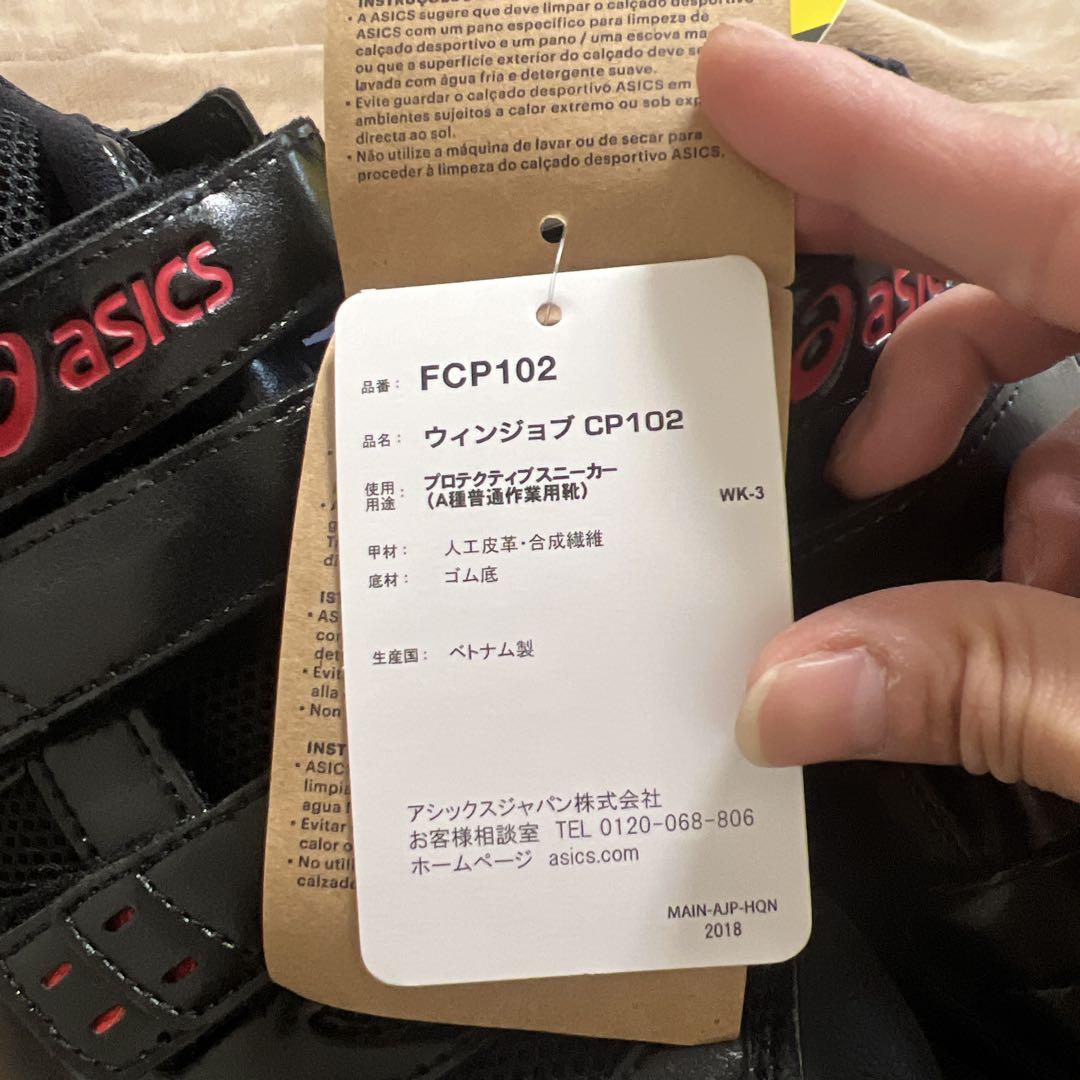 • A ASICS sugere que deve limpar o calçado desportivo
ASICS com um pano específico para limpeza de
calçado desportivo e um pano / uma escova
ou que a superfície exterior do calçado deve
lavada com água fria e detergente suave.
• Evite guardar o calçado desportivo ASICS em
ambientes sujeitos a calor extremo ou sob
directa ao sol.
• Não utilize a máquina de lavar ou de secar para
proceder à limpeza do calçado desportivo ASICS.
asics
asics
品番： FCP102
品名： ウィンジョブ CP102
使用用途： プロテクティブスニーカー
（A種普通作業用靴）
WK-3
甲材： 人工皮革・合成繊維
底材： ゴム底
生産国： ベトナム製
アシックスジャパン株式会社
お客様相談室 TEL 0120-068-806
ホームページ asics.com
MAIN-AJP-HQN
2018
• Evit
alla
• Non
INST
• ASIC
limpia
agua
• Evitar
calor o
• No utili
calzado